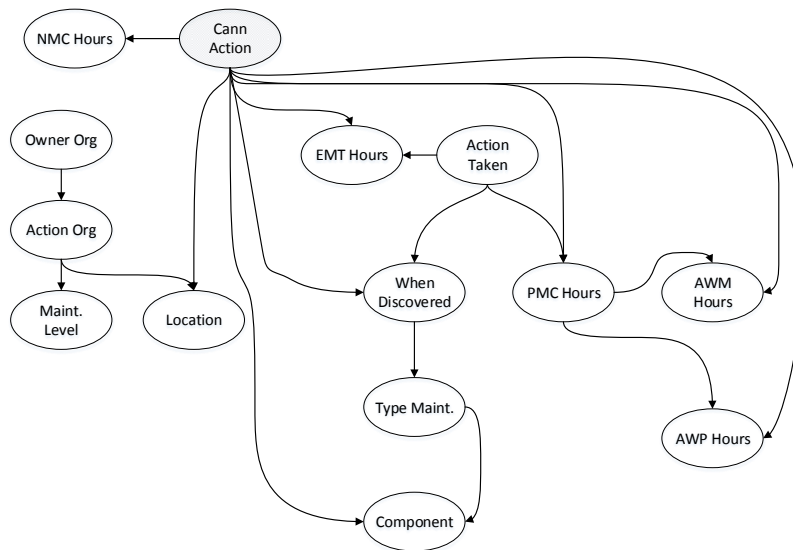 NMC Hours
Cann
Action
Owner Org
EMT Hours
Action
Taken
Action Org
When
Discovered
PMC Hours
AWM
Hours
Maint.
Level
Location
Type Maint.
AWP Hours
Component